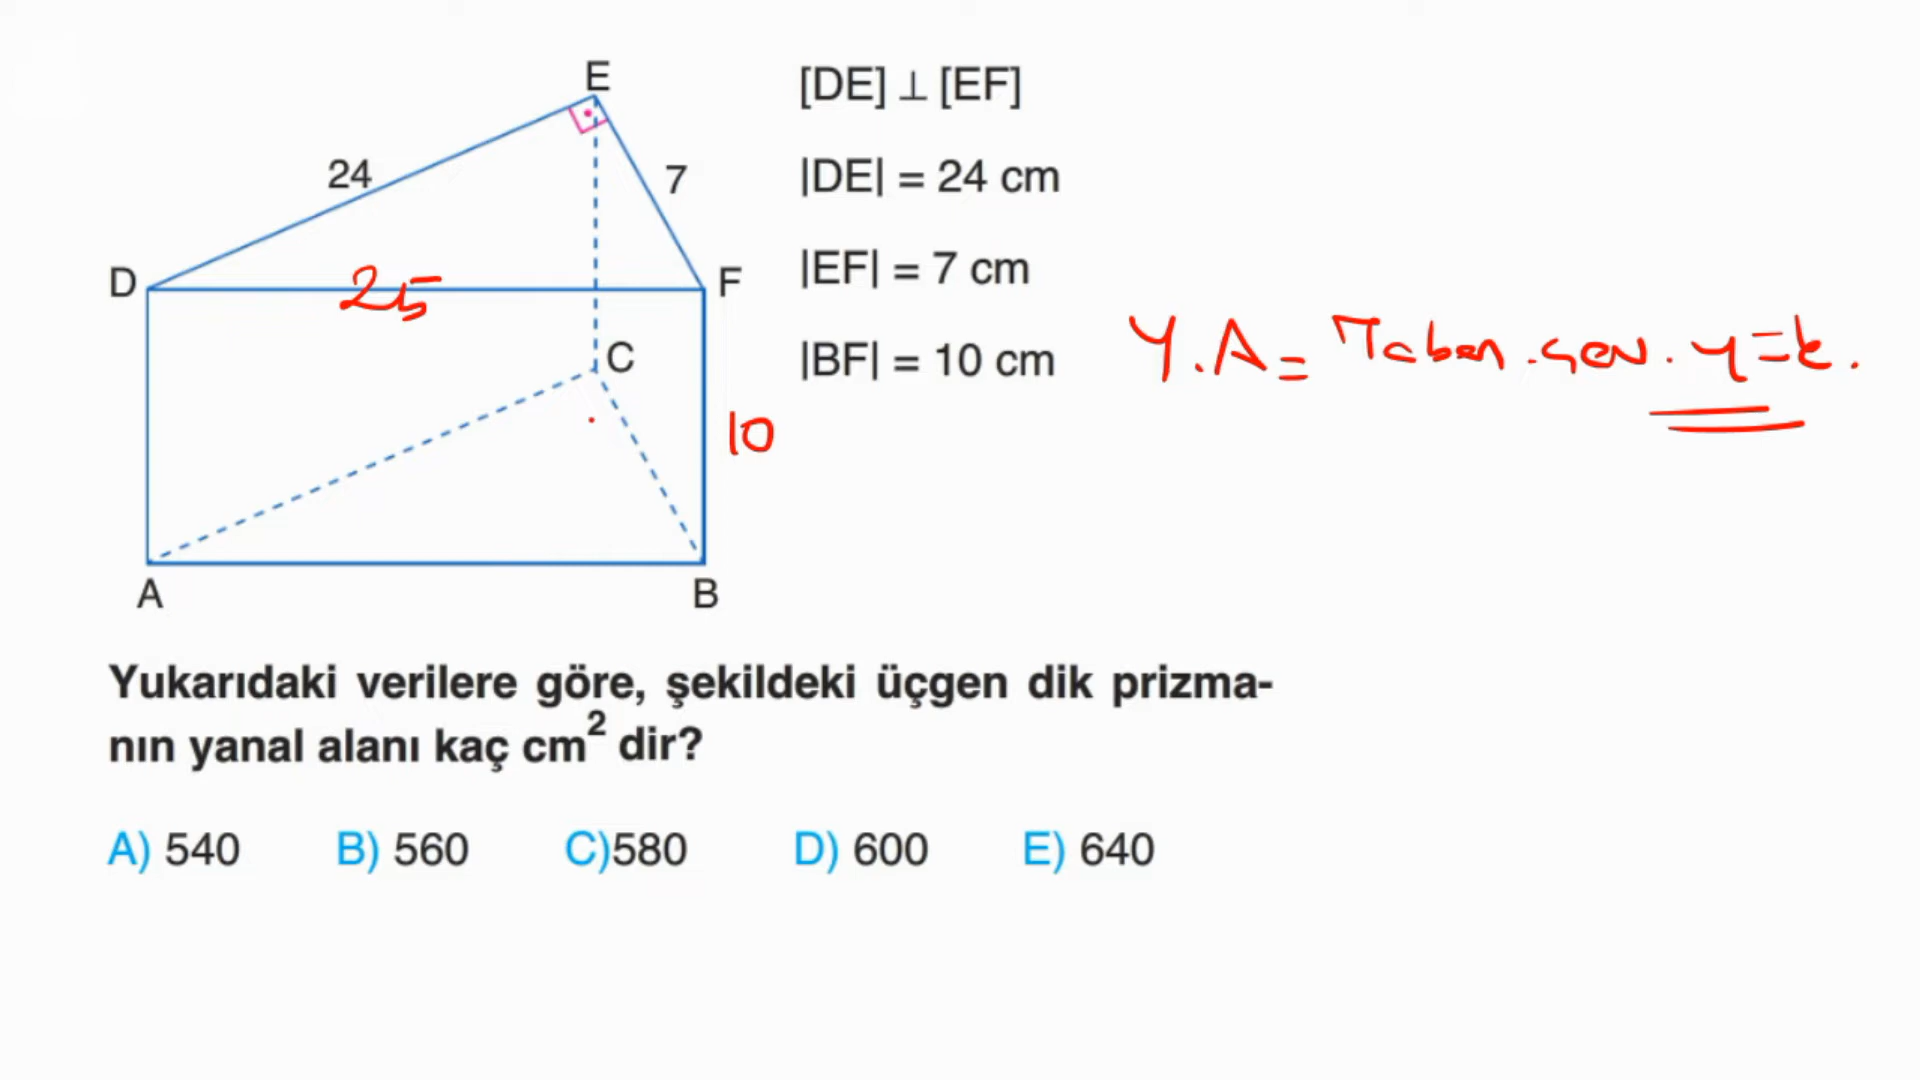 E
[DE] ⊥ [EF]
24
7
|DE| = 24 cm
D
25
F
|EF| = 7 cm
C
|BF| = 10 cm
Y.A = Taban.çev. y=k.
10
A
B
Yukarıdaki verilere göre, şekildeki üçgen dik prizma-
nın yanal alanı kaç cm² dir?
A) 540 B) 560 C)580 D) 600 E) 640